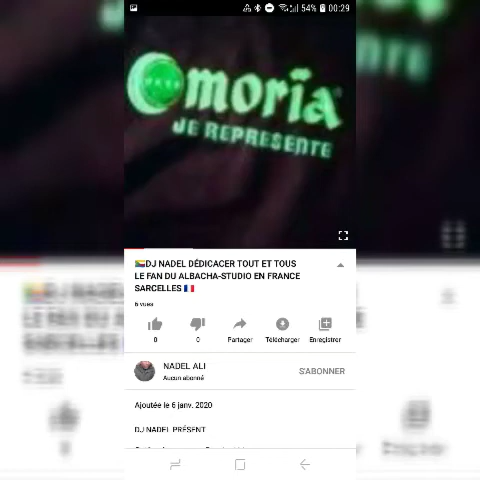 54% 00:29
Comoria
JE REPRESENTE
DJ NADEL DÉDICACER TOUT ET TOUS
LE FAN DU ALBACHA-STUDIO EN FRANCE
SARCELLES
6 vues
0 0 Partager Télécharger Enregistrer
NADEL ALI
Aucun abonné
S'ABONNER
Ajoutée le 6 janv. 2020
DJ NADEL PRÉSENT